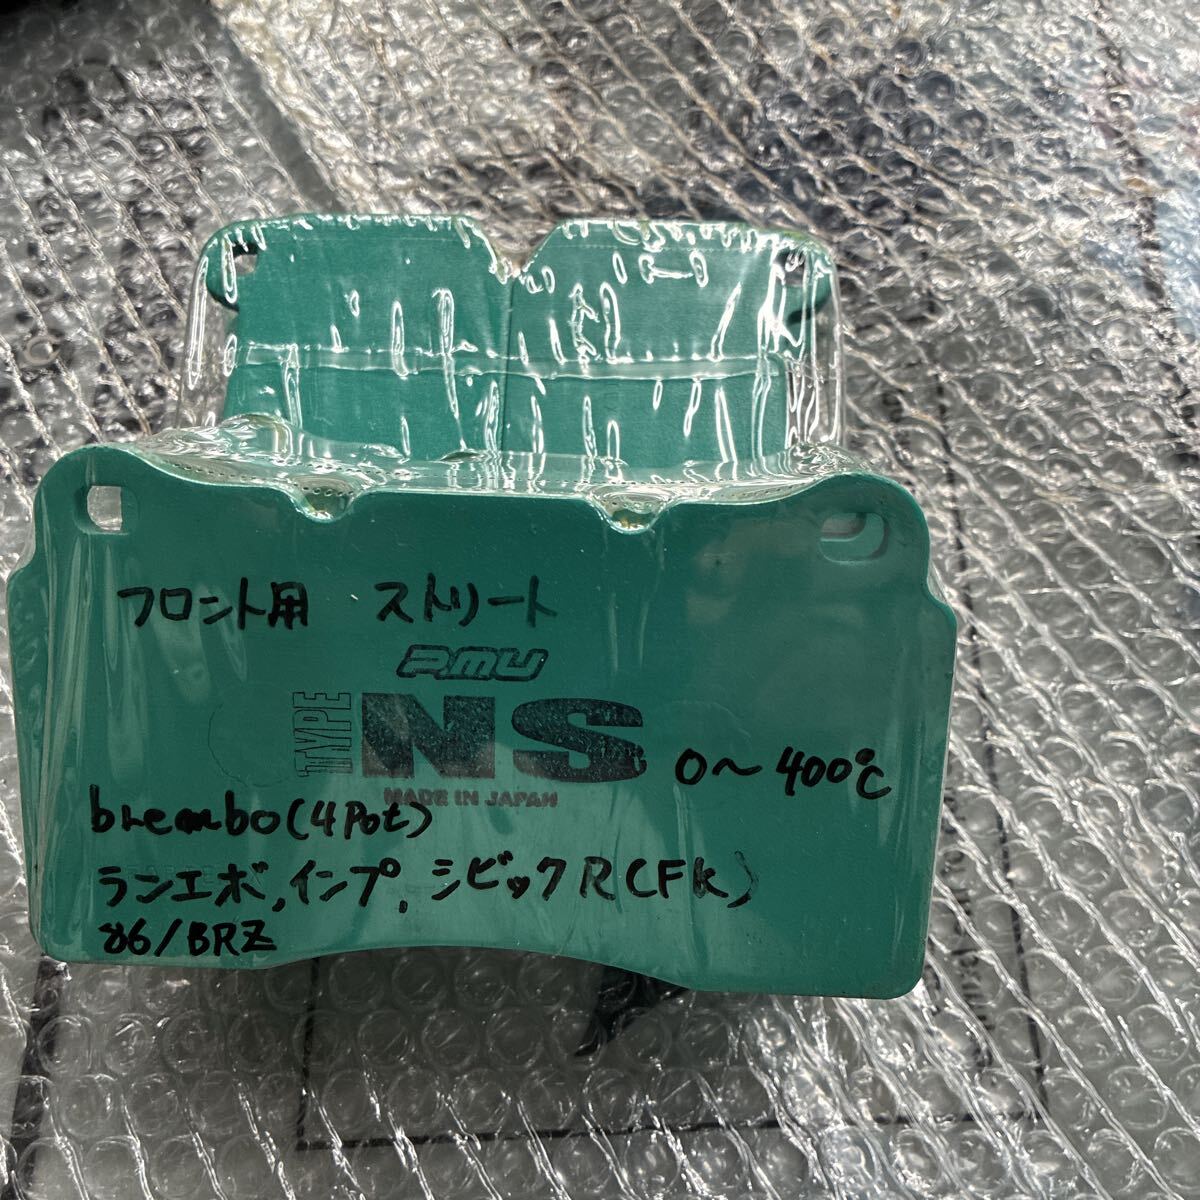 フロント用 ストリート
PMU
TYPE NS 0～400℃
MADE IN JAPAN
brembo(4Pot)
ランエボ,インプ,シビックR(FK)
86/BRZ